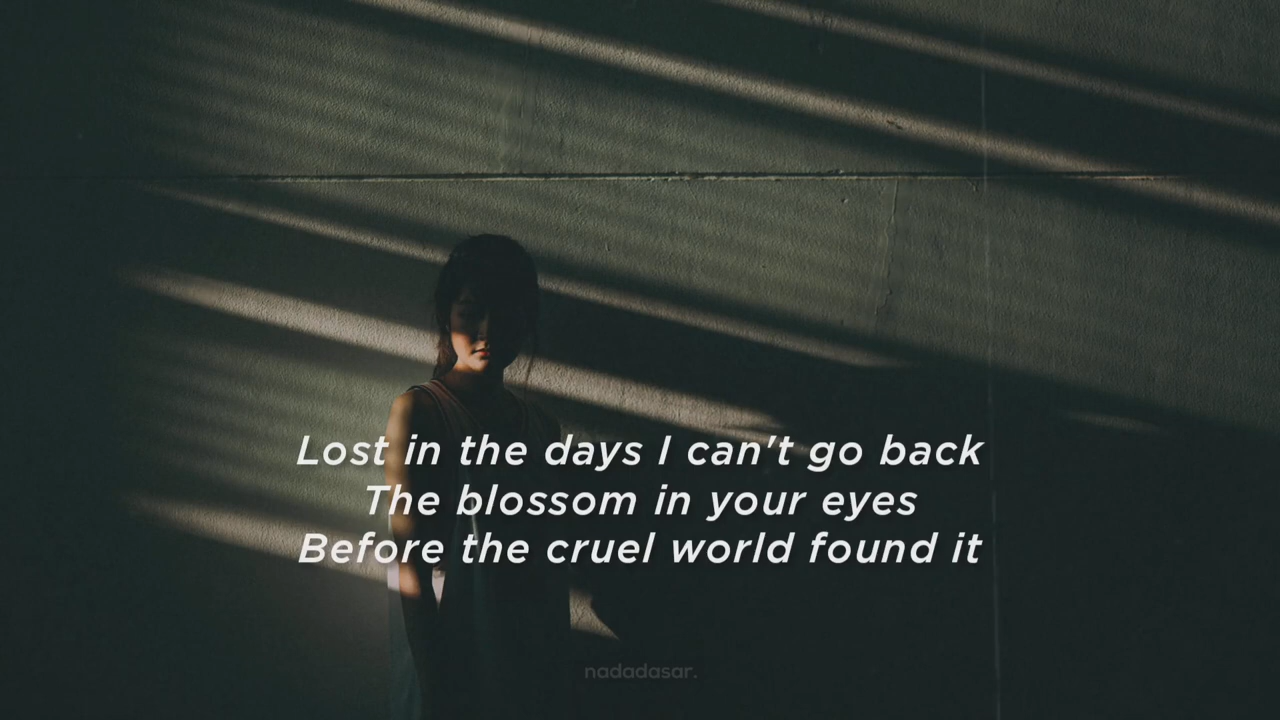 Lost in the days I can't go back
The blossom in your eyes
Before the cruel world found it
nadadasar.